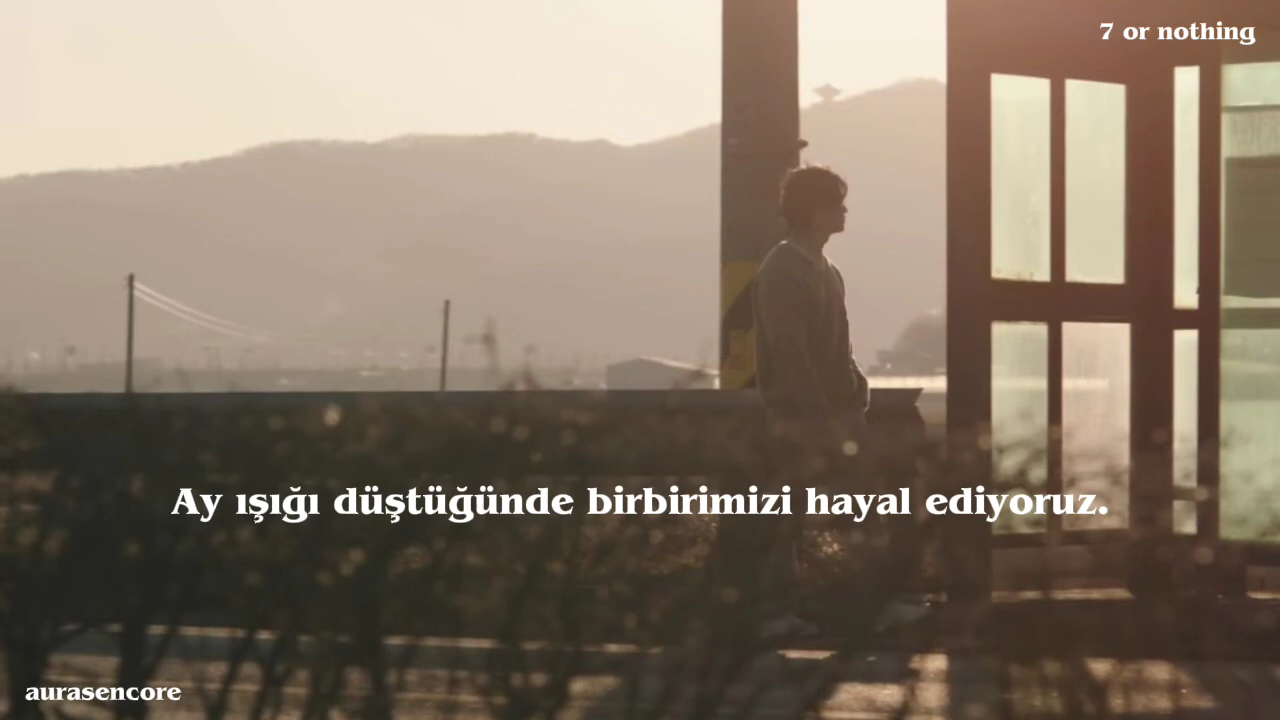 7 or nothing
Ay ışığı düştüğünde birbirimizi hayal ediyoruz.
aurasencore